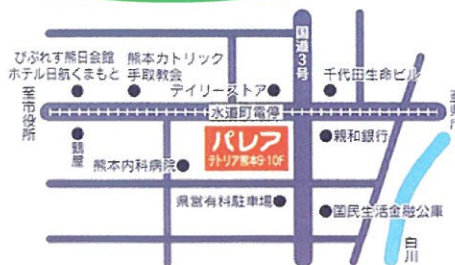 国道3号
びぷれす熊日会館
ホテル日航くまもと
熊本カトリック
手取教会
デイリーストア
千代田生命ビル
至市役所
水道町電停
鶴屋
パレア
テトリア熊本9・10F
親和銀行
熊本内科病院
県営有料駐車場
国民生活金融公庫
白川